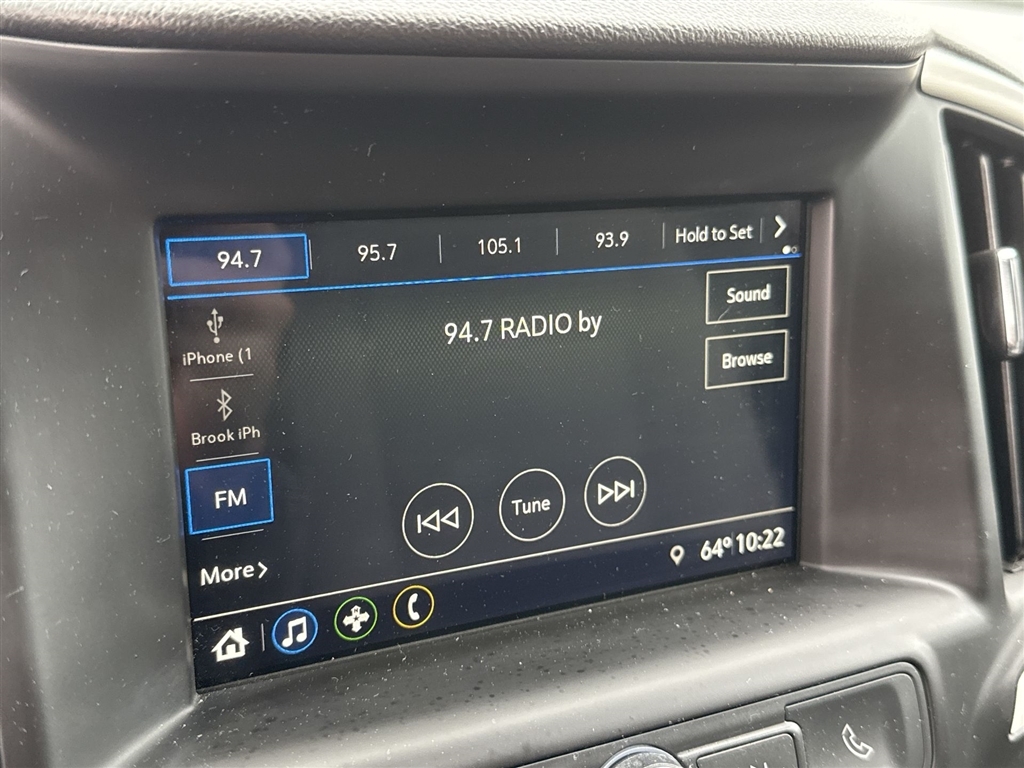 94.7 95.7 105.1 93.9 Hold to Set
iPhone (1
94.7 RADIO by
Sound
Browse
Brook iPh
FM
Tune
More
64° 10:22